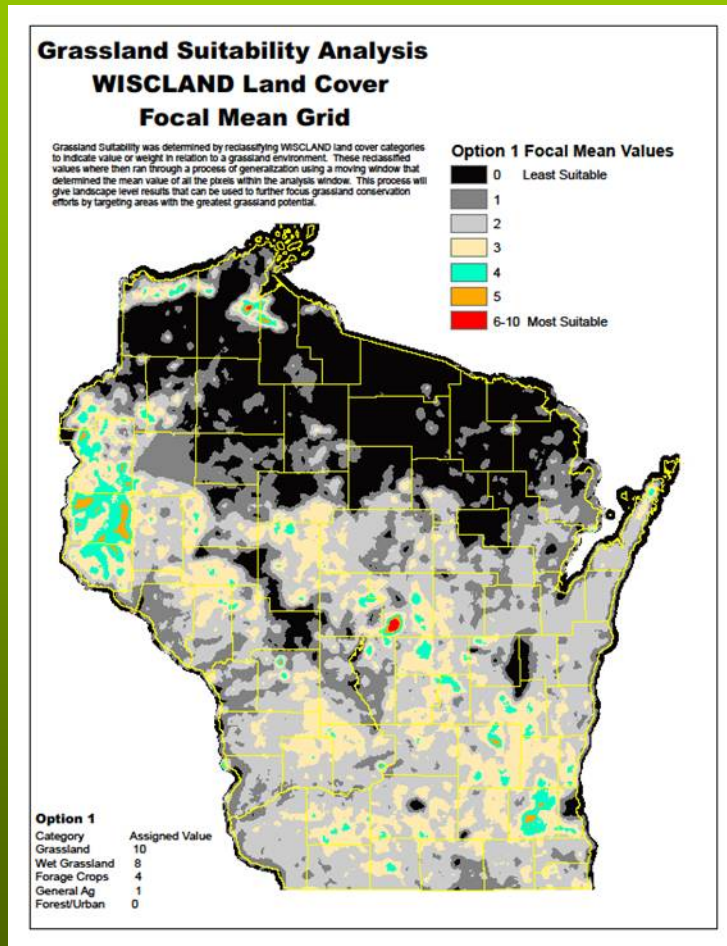 Grassland Suitability Analysis
WISCLAND Land Cover
Focal Mean Grid
Grassland Suitability was determined by reclassifying WISCLAND land cover categories
to indicate value or weight in relation to a grassland environment. These reclassified
values where then ran through a process of generalization using a moving window that
determined the mean value of all the pixels within the analysis window. This process will
give landscape level results that can be used to further focus grassland conservation
efforts by targeting areas with the greatest grassland potential.
Option 1 Focal Mean Values
0 Least Suitable
1
2
3
4
5
6-10 Most Suitable
Option 1
Category Assigned Value
Grassland 10
Wet Grassland 8
Forage Crops 4
General Ag 1
Forest/Urban 0